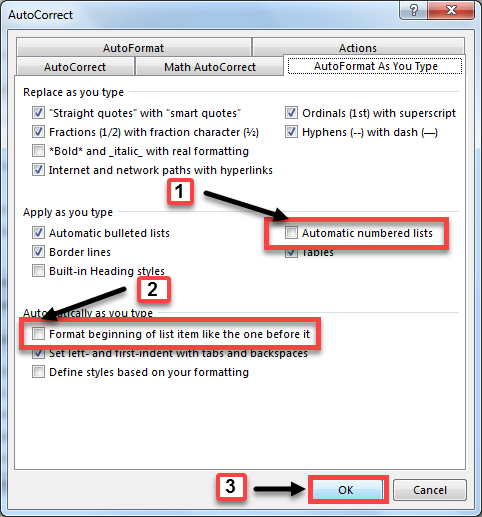 AutoCorrect
AutoFormat Actions
AutoCorrect Math AutoCorrect AutoFormat As You Type
Replace as you type
"Straight quotes" with "smart quotes" Ordinals (1st) with superscript
Fractions (1/2) with fraction character (½) Hyphens (--) with dash (—)
*Bold* and _italic_ with real formatting
Internet and network paths with hyperlinks
1
Apply as you type
Automatic bulleted lists Automatic numbered lists
Border lines Tables
Built-in Heading styles
2
Automatically as you type
Format beginning of list item like the one before it
Set left- and first-indent with tabs and backspaces
Define styles based on your formatting
3 OK Cancel